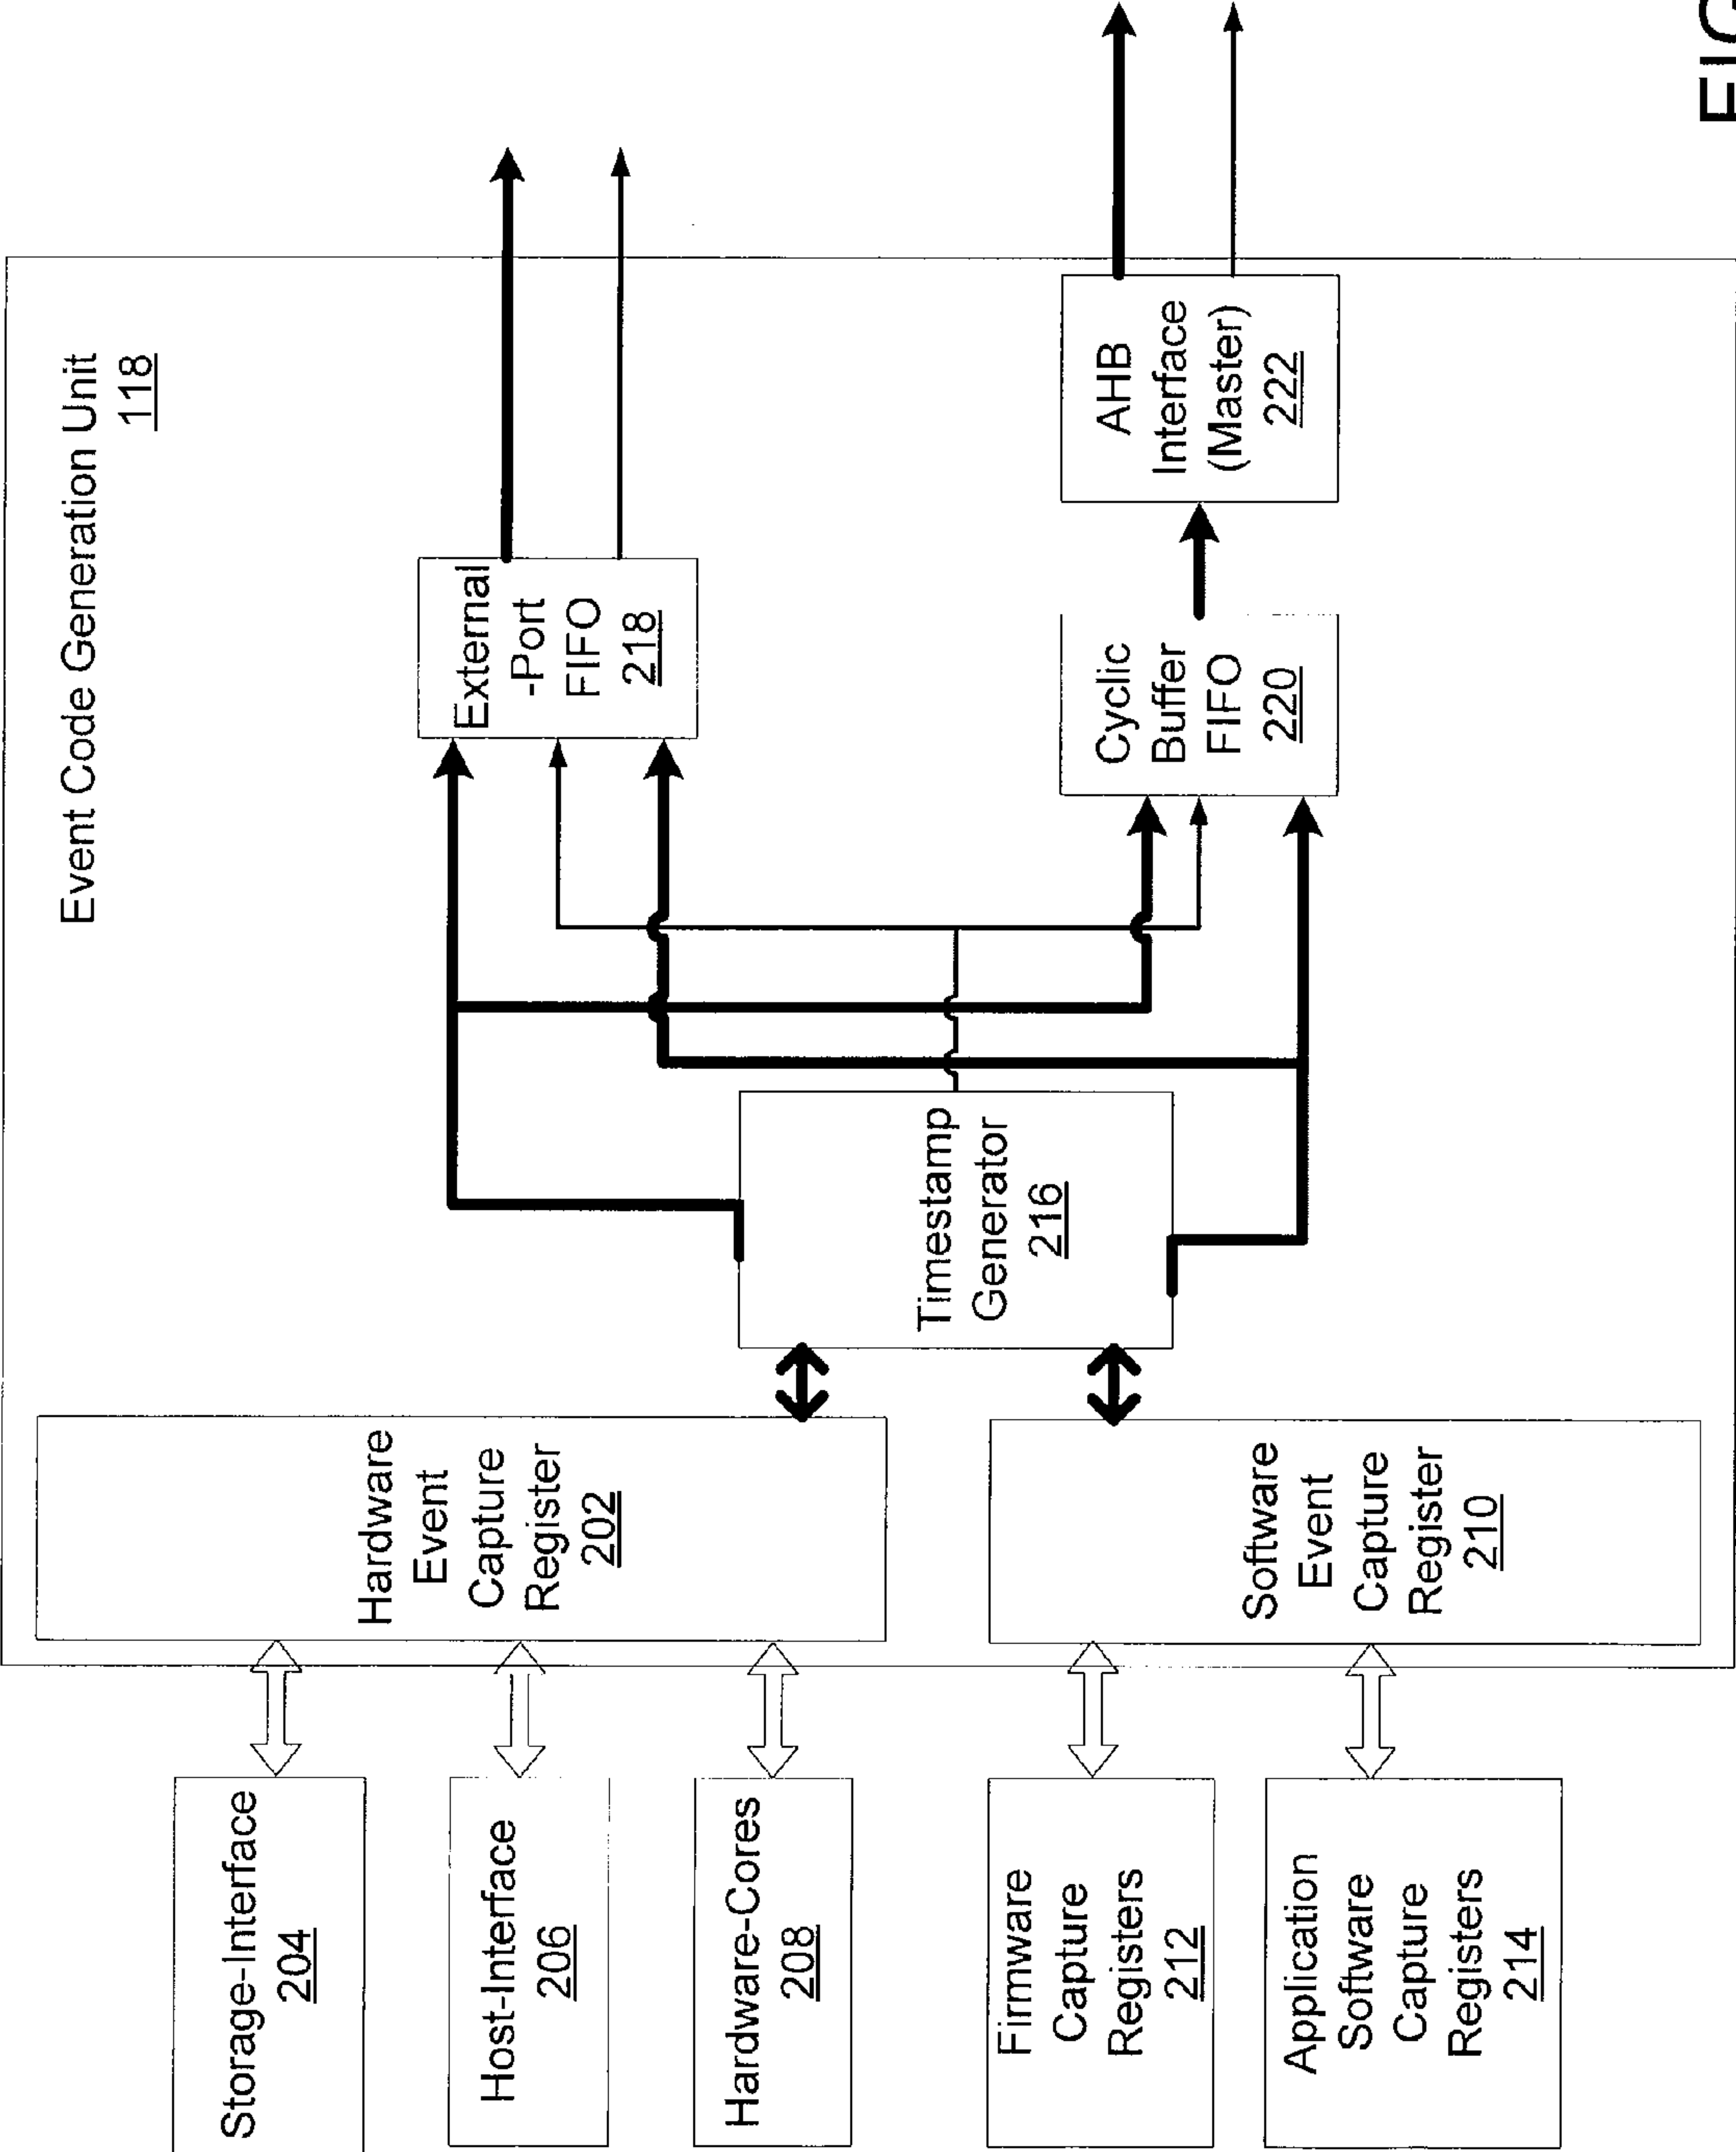 Event Code Generation Unit
118
Storage-Interface
204
Host-Interface
206
Hardware-Cores
208
Firmware
Capture
Registers
212
Application
Software
Capture
Registers
214
Hardware
Event
Capture
Register
202
Software
Event
Capture
Register
210
Timestamp
Generator
216
External
-Port
FIFO
218
Cyclic
Buffer
FIFO
220
AHB
Interface
(Master)
222